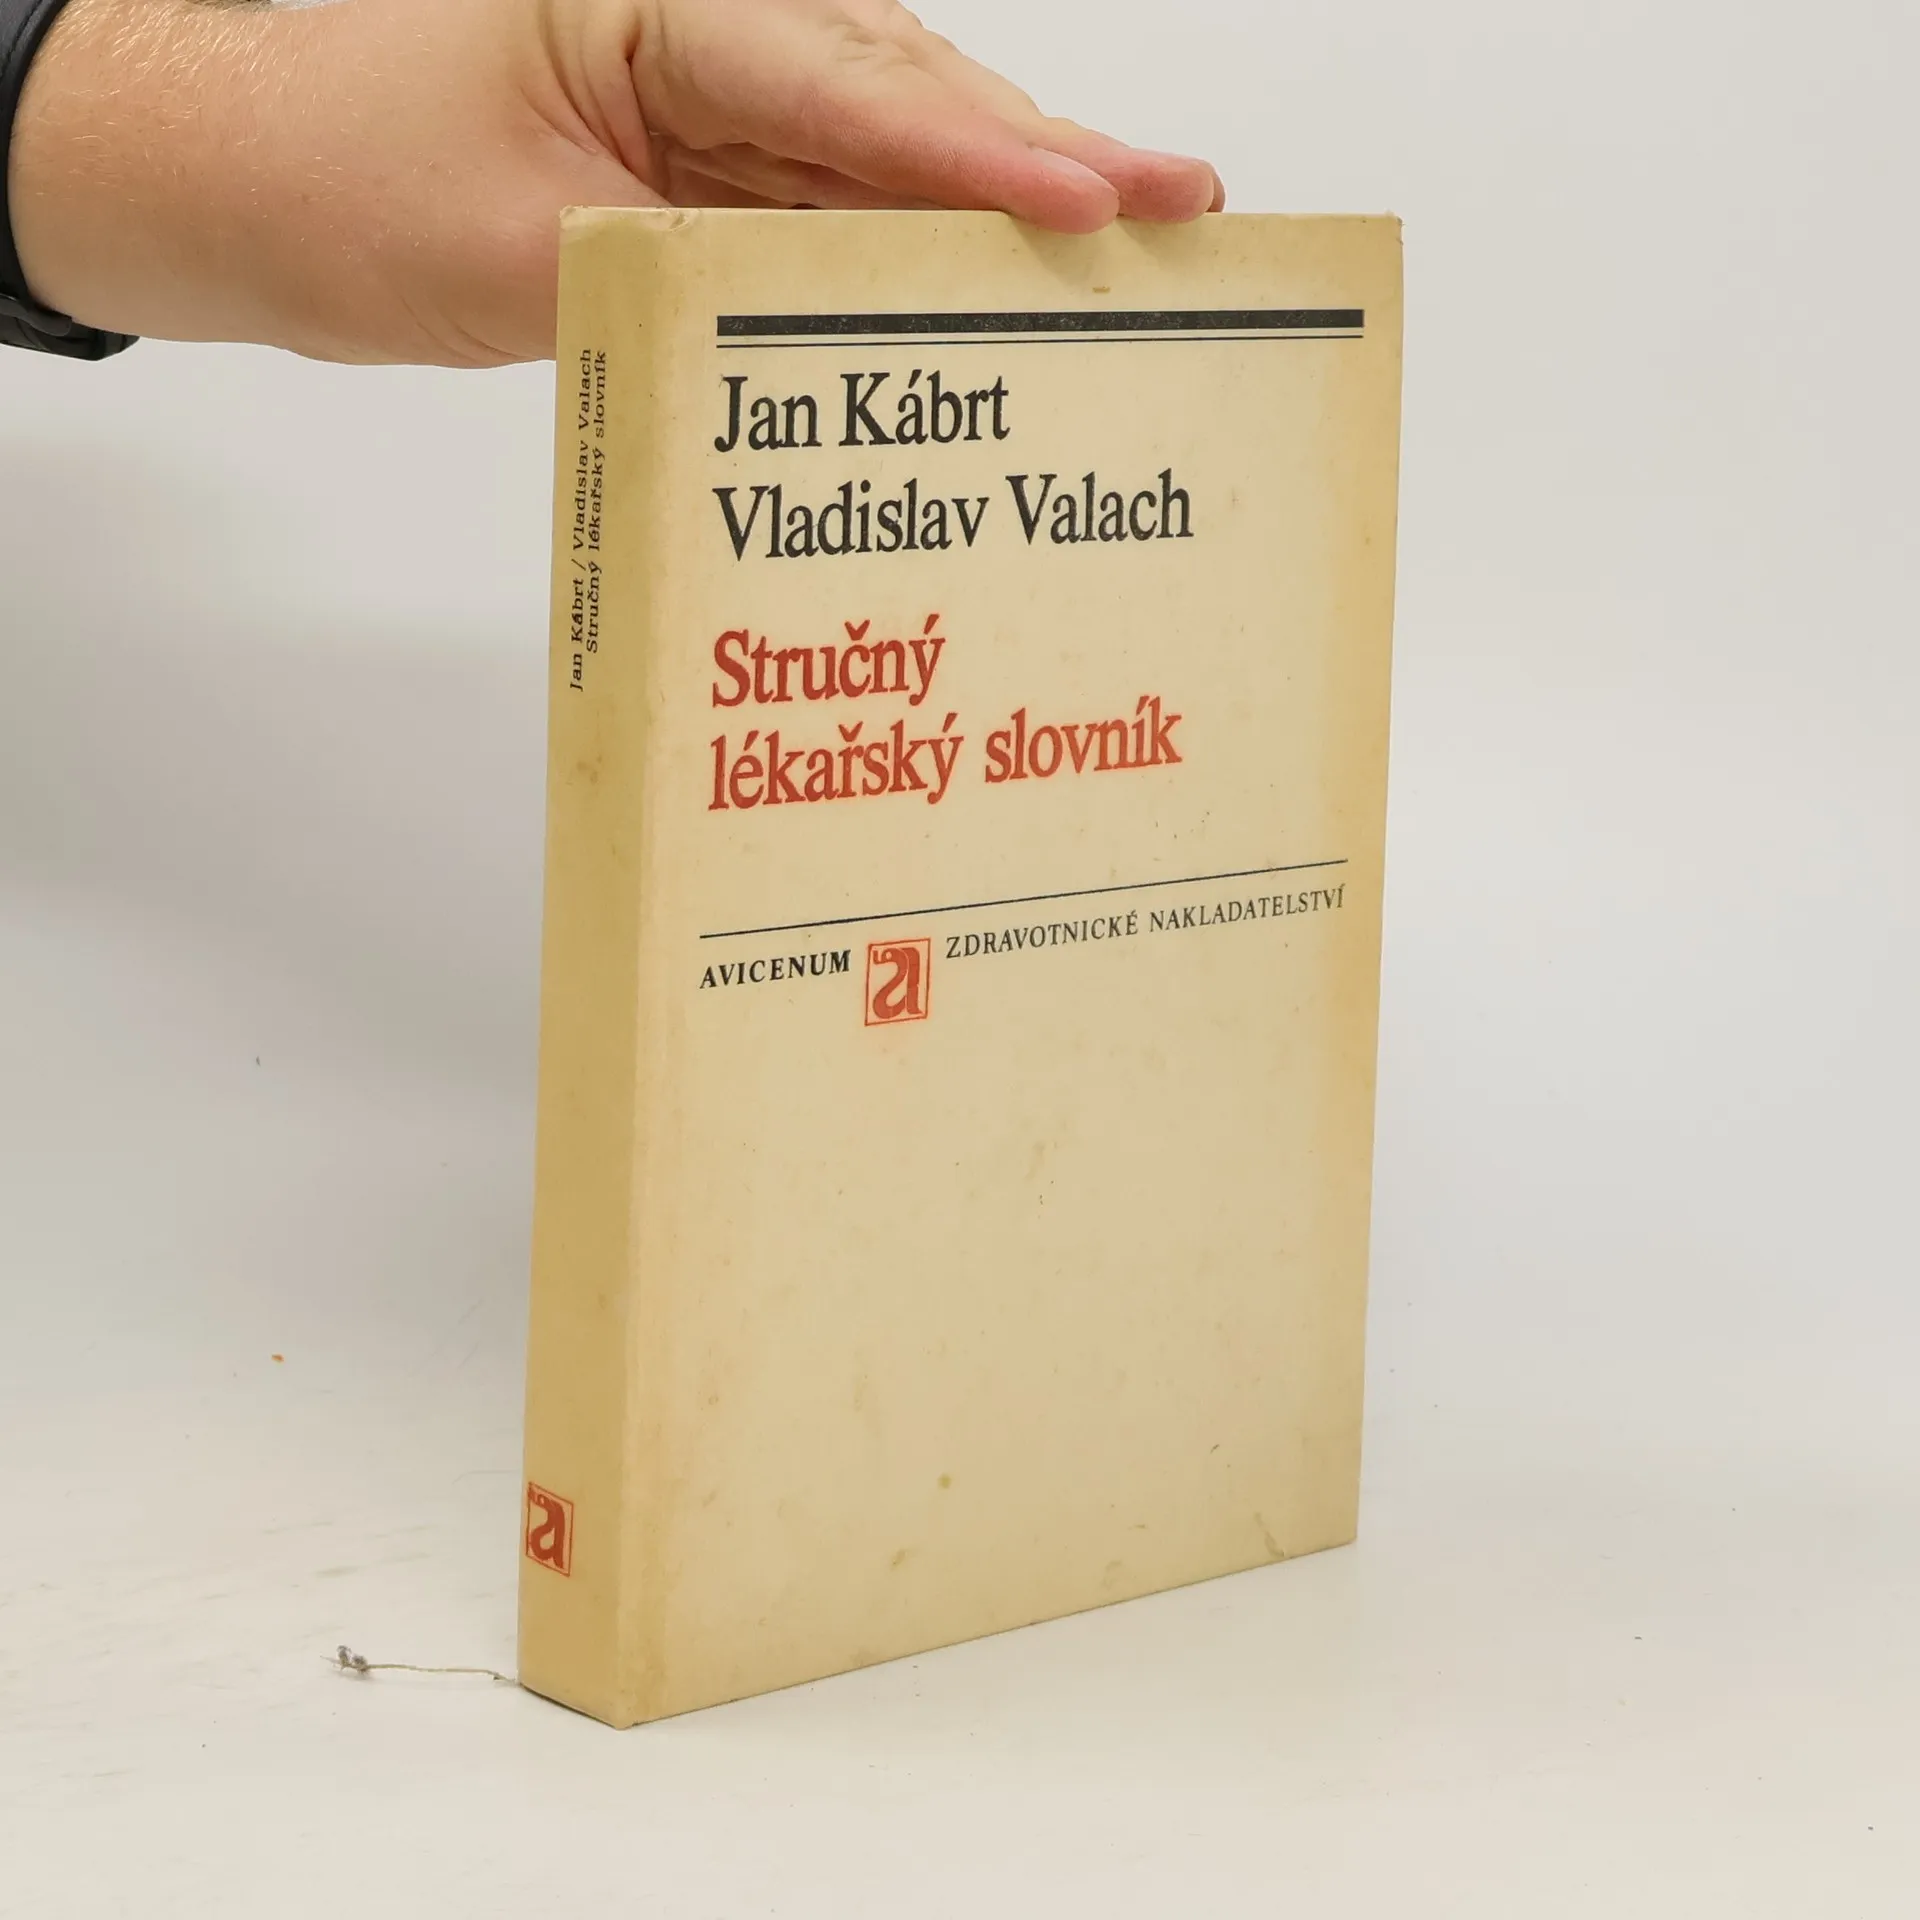 Jan Kábrt / Vladislav Valach
Stručný lékařský slovník
Jan Kábrt
Vladislav Valach
Stručný
lékařský slovník
AVICENUM a ZDRAVOTNICKÉ NAKLADATELSTVÍ
a